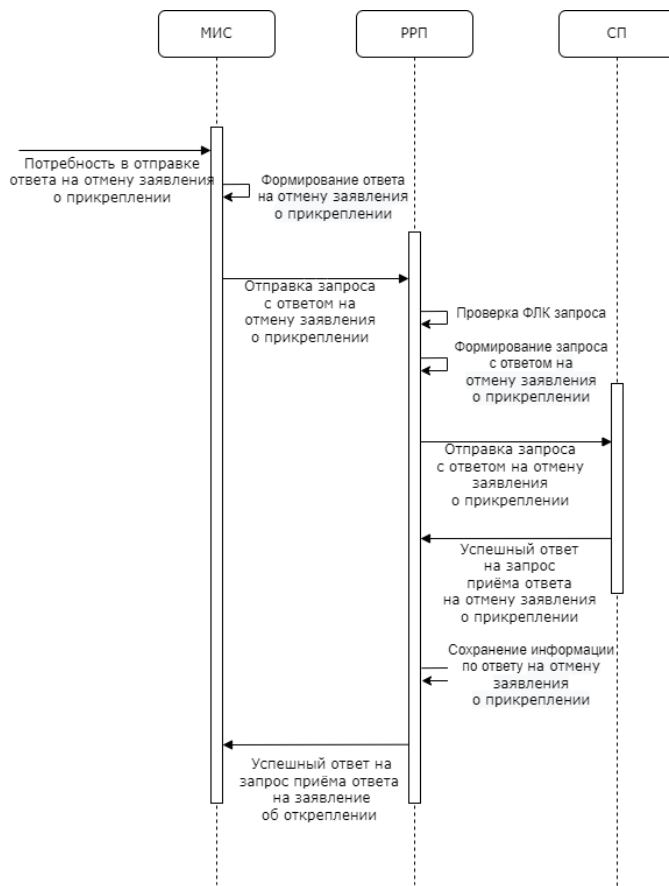 МИС
РРП
СП
Потребность в отправке
ответа на отмену заявления
о прикреплении
Формирование ответа
на отмену заявления
о прикреплении
Отправка запроса
с ответом на
отмену заявления
о прикреплении
Проверка ФЛК запроса
Формирование запроса
с ответом на
отмену заявления
о прикреплении
Отправка запроса
с ответом на отмену
заявления
о прикреплении
Успешный ответ
на запрос
приёма ответа
на отмену заявления
о прикреплении
Сохранение информации
по ответу на отмену
заявления
о прикреплении
Успешный ответ на
запрос приёма ответа
на заявление
об откреплении